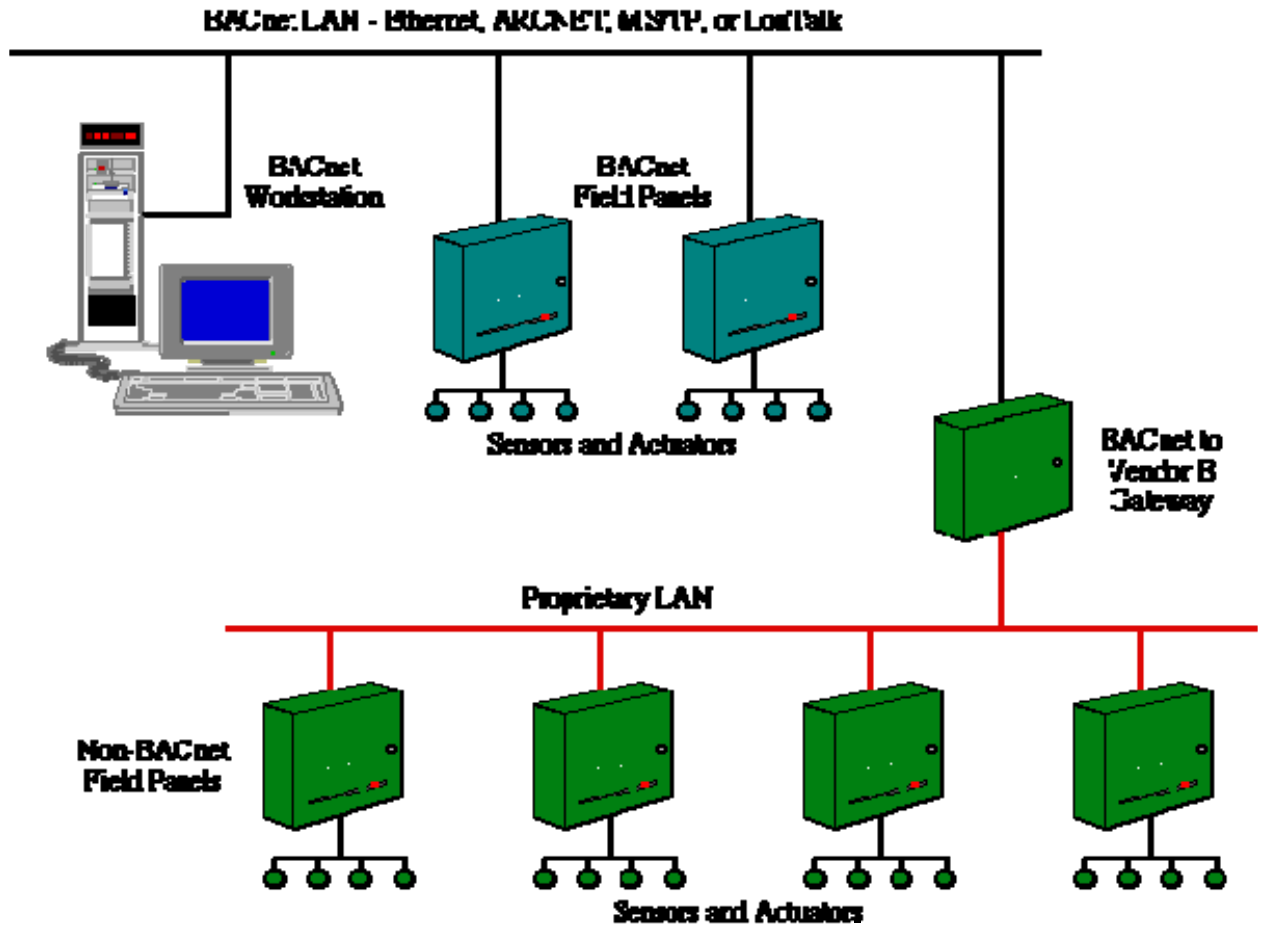 BACnet LAN - Ethernet, ARCNET, MS/TP, or LonTalk
BACnet
Workstation
BACnet
Field Panels
Sensors and Actuators
BACnet to
Vendor B
Gateway
Proprietary LAN
Non-BACnet
Field Panels
Sensors and Actuators